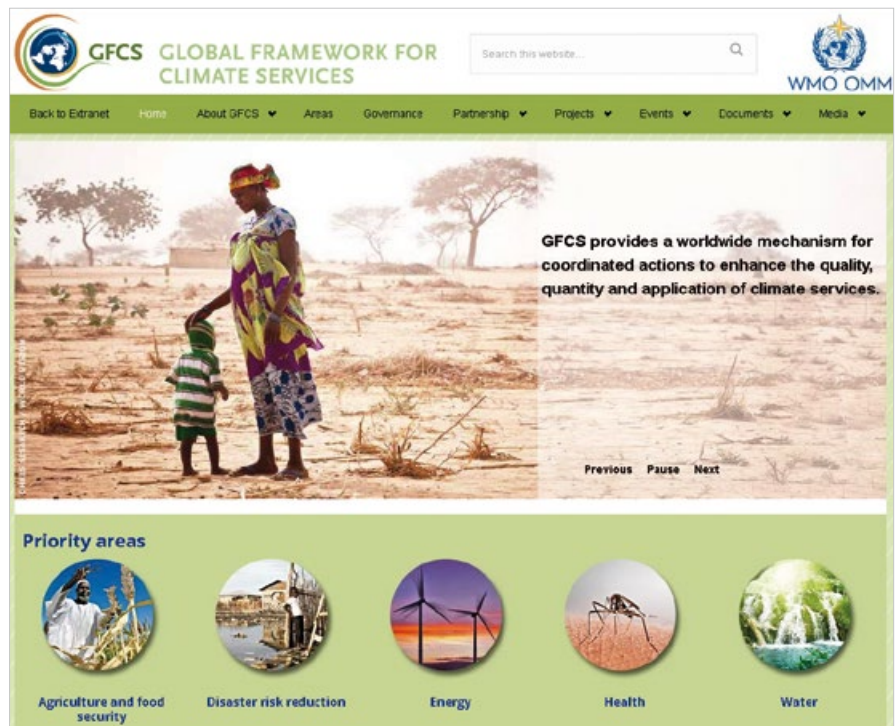 GFCS GLOBAL FRAMEWORK FOR
CLIMATE SERVICES
Search this website...
WMO OMM
Back to Extranet Home About GFCS Areas Governance Partnership Projects Events Documents Media
GFCS provides a worldwide mechanism for
coordinated actions to enhance the quality,
quantity and application of climate services.
Previous Pause Next
Priority areas
Agriculture and food
security
Disaster risk reduction
Energy
Health
Water